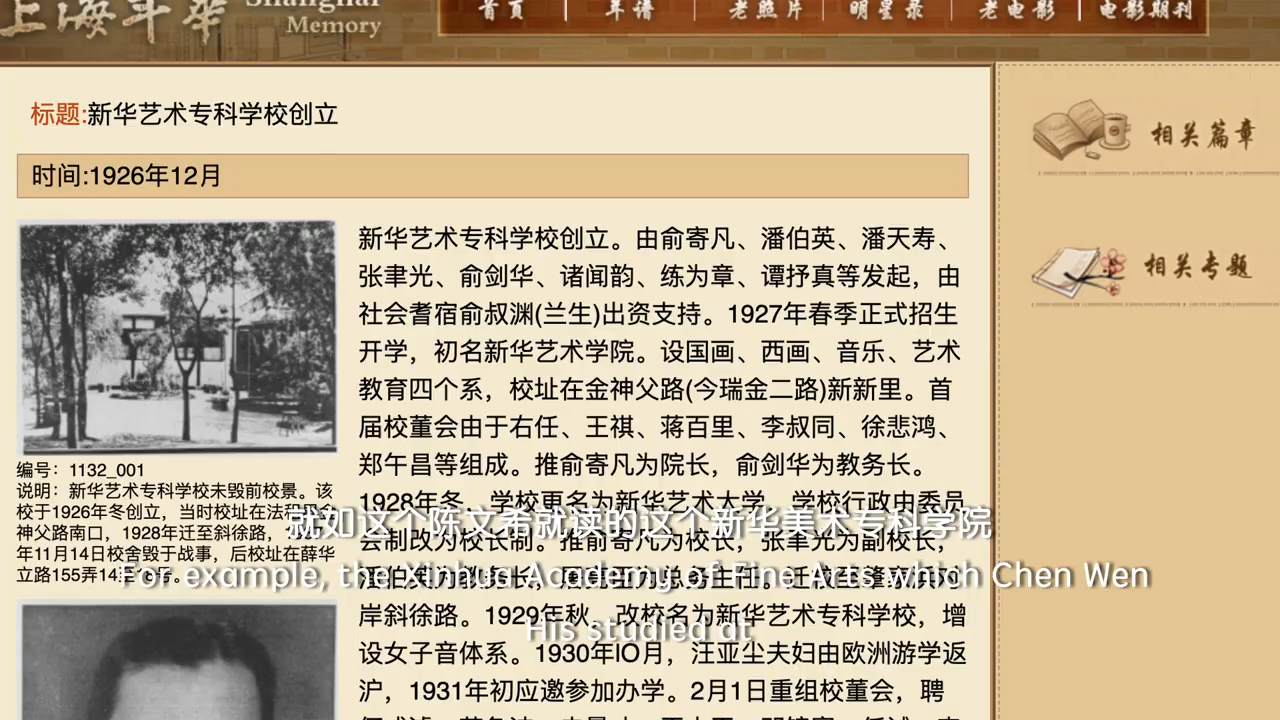 上海年华
Shanghai
Memory
首页
年谱
老照片
明星录
老电影
电影期刊
标题:新华艺术专科学校创立
时间:1926年12月
相关篇章
相关专题
新华艺术专科学校创立。由俞寄凡、潘伯英、潘天寿、
张聿光、俞剑华、诸闻韵、练为章、谭抒真等发起，由
社会耆宿俞叔渊(兰生)出资支持。1927年春季正式招生
开学，初名新华艺术学院。设国画、西画、音乐、艺术
教育四个系，校址在金神父路(今瑞金二路)新新里。首
届校董会由于右任、王祺、蒋百里、李叔同、徐悲鸿、
郑午昌等组成。推俞寄凡为院长，俞剑华为教务长。
1928年冬，学校更名为新华艺术大学，学校行政由委员
会制改为校长制。推俞寄凡为校长，张聿光为副校长，
岸斜徐路。1929年秋，改校名为新华艺术专科学校，增
设女子音体系。1930年IO月，汪亚尘夫妇由欧洲游学返
沪，1931年初应邀参加办学。2月1日重组校董会，聘
编号：1132_001
说明：新华艺术专科学校未毁前校景。该
校于1926年冬创立，当时校址在法
神父路南口，1928年迁至斜徐路，
年11月14日校舍毁于战事，后校址在薛华
立路155弄14
就如这个陈文希就读的这个新华美术专科学院
For example, the Xinhua Academy of Fine Arts which Chen Wen
His studied at